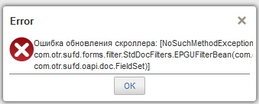 Error
Ошибка обновления скроллера: [NoSuchMethodException
com.otr.sufd.forms.filter.StdDocFilters.EPGUFilterBean(com.
com.otr.sufd.oapi.doc.FieldSet)]
OK